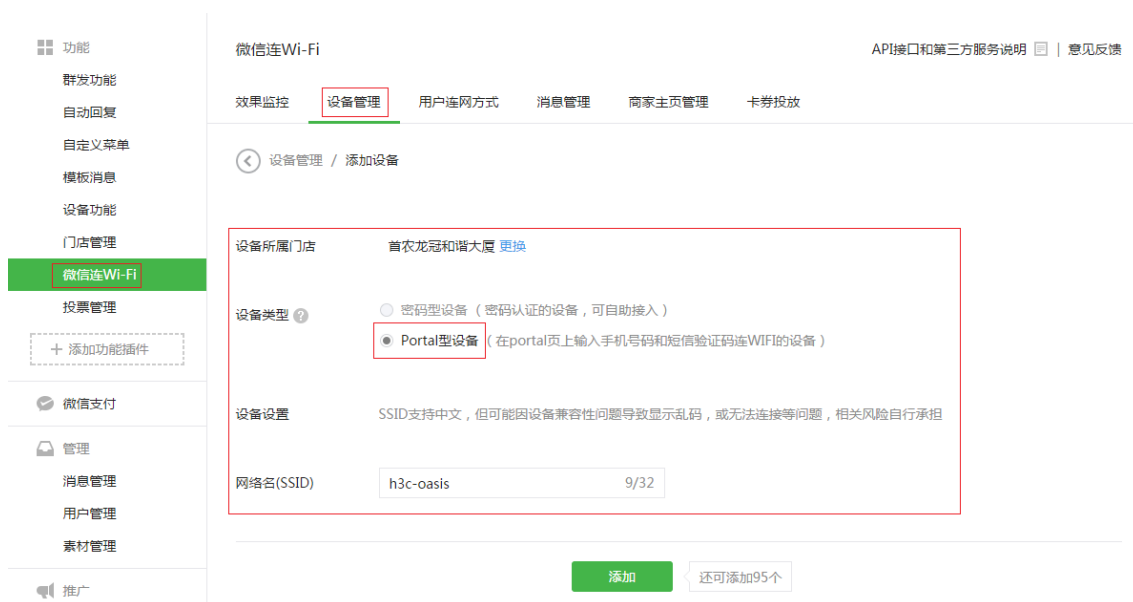 功能
群发功能
自动回复
自定义菜单
模板消息
设备功能
门店管理
微信连Wi-Fi
投票管理
+ 添加功能插件
微信支付
管理
消息管理
用户管理
素材管理
推广
微信连Wi-Fi
API接口和第三方服务说明 | 意见反馈
效果监控 设备管理 用户连网方式 消息管理 商家主页管理 卡券投放
设备管理 / 添加设备
设备所属门店 首农龙冠和谐大厦 更换
设备类型 ? 密码型设备（密码认证的设备，可自助接入）
Portal型设备（在portal页上输入手机号码和短信验证码连WIFI的设备）
设备设置 SSID支持中文，但可能因设备兼容性问题导致显示乱码，或无法连接等问题，相关风险自行承担
网络名(SSID) h3c-oasis 9/32
添加 还可添加95个